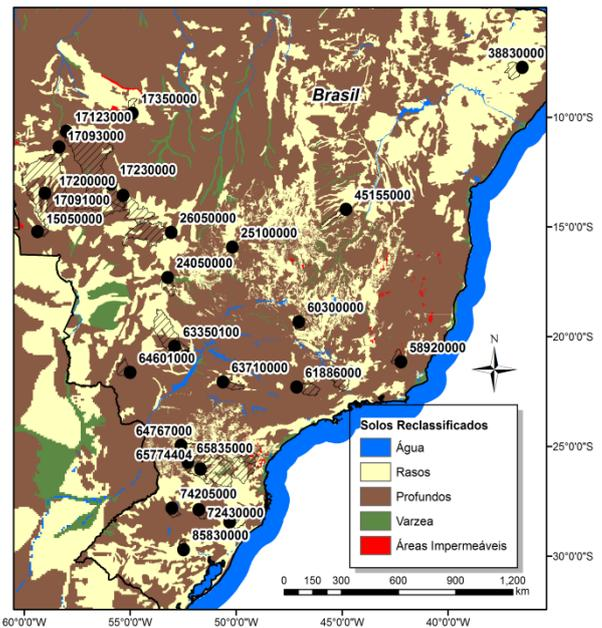 38830000
Brasil
17350000
10°0'0"S
17123000
17093000
17200000
17230000
45155000
17091000
15050000
26050000
15°0'0"S
25100000
24050000
60300000
20°0'0"S
63350100
58920000
N
64601000
63710000
61886000
Solos Reclassificados
64767000
25°0'0"S
65835000
65774404
Água
Rasos
74205000
Profundos
72430000
Varzea
85830000
Áreas Impermeáveis
30°0'0"S
0 150 300 600 900 1,200
km
60°0'0"W 55°0'0"W 50°0'0"W 45°0'0"W 40°0'0"W